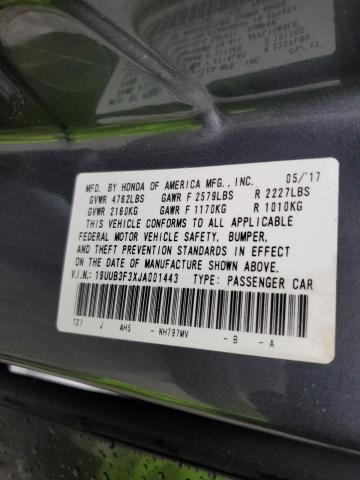 MFD. BY HONDA OF AMERICA MFG., INC. 05/'17
GVWR 4762LBS GAWR F 2579LBS R 2227LBS
GVWR 2160KG GAWR F 1170KG R 1010KG
THIS VEHICLE CONFORMS TO ALL APPLICABLE
FEDERAL MOTOR VEHICLE SAFETY, BUMPER,
AND THEFT PREVENTION STANDARDS IN EFFECT
ON THE DATE OF MANUFACTURE SHOWN ABOVE.
V.I.N.: 19UUB3F3XJA001443 TYPE: PASSENGER CAR
TZ7 J AH5 -NH797MV -B -A